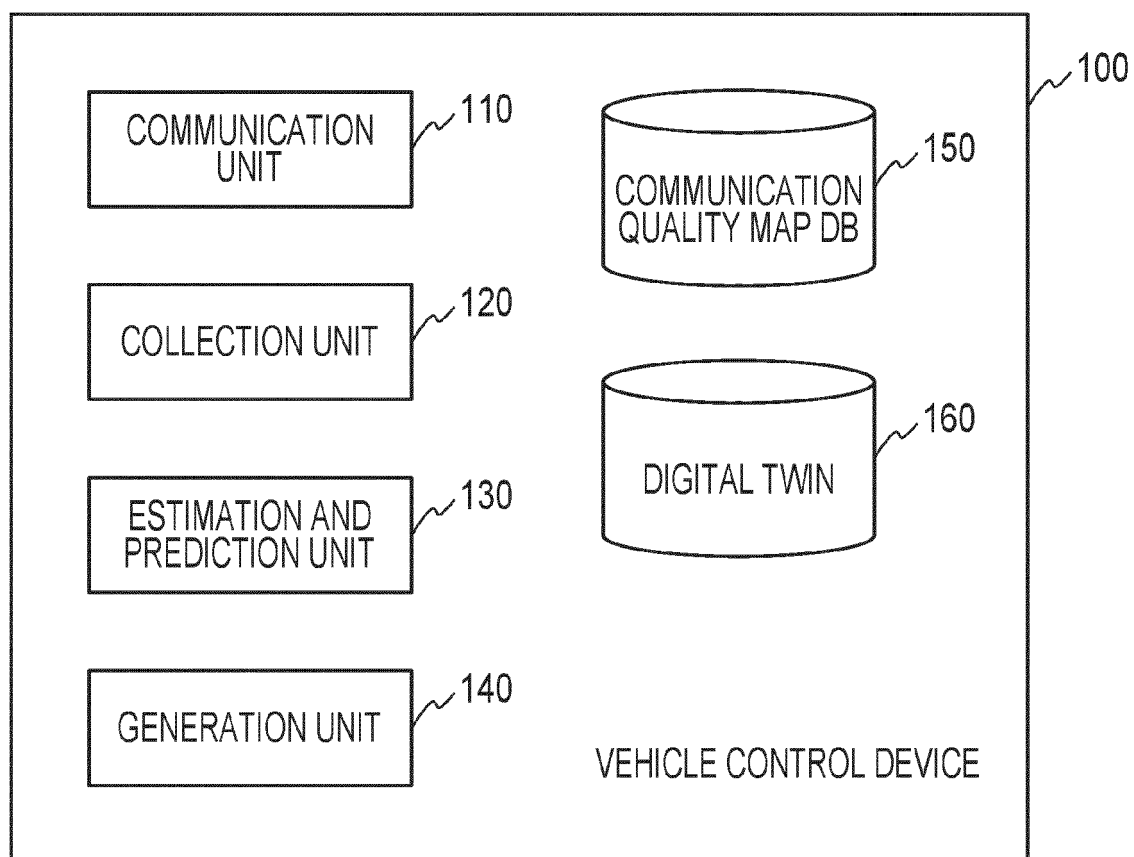 100
COMMUNICATION
UNIT
110
COMMUNICATION
QUALITY MAP DB
150
COLLECTION UNIT
120
DIGITAL TWIN
160
ESTIMATION AND
PREDICTION UNIT
130
GENERATION UNIT
140
VEHICLE CONTROL DEVICE